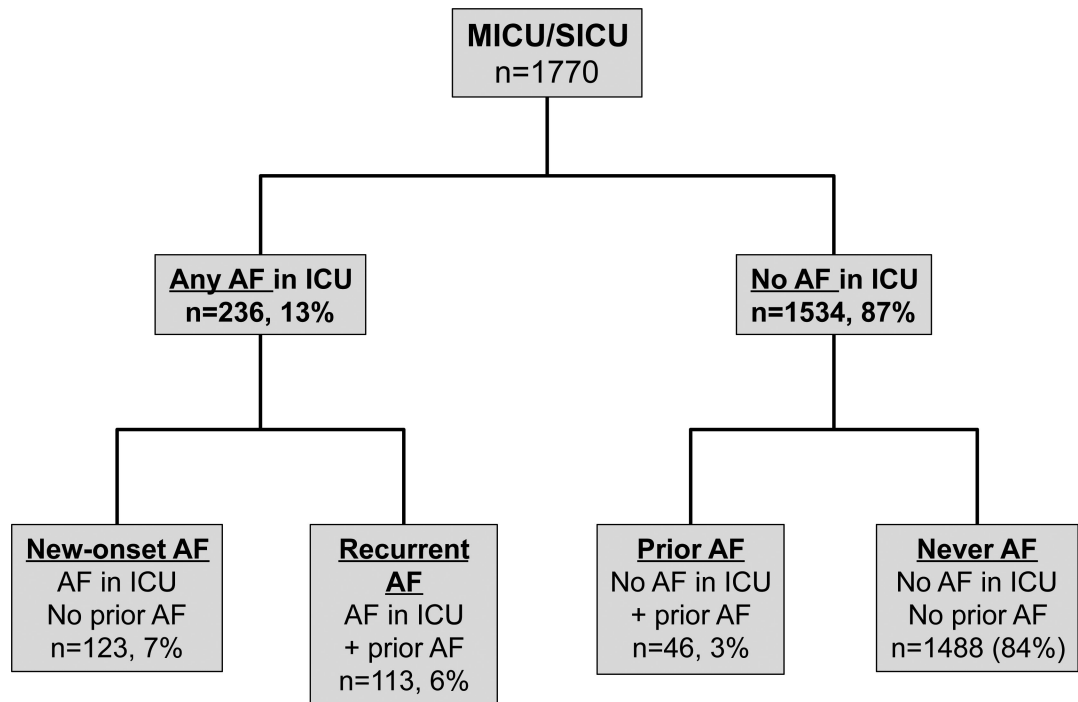 MICU/SICU
n=1770
Any AF in ICU
n=236, 13%
No AF in ICU
n=1534, 87%
New-onset AF
AF in ICU
No prior AF
n=123, 7%
Recurrent
AF
AF in ICU
+ prior AF
n=113, 6%
Prior AF
No AF in ICU
+ prior AF
n=46, 3%
Never AF
No AF in ICU
No prior AF
n=1488 (84%)